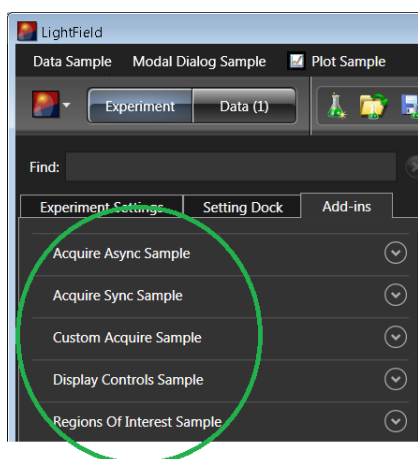 LightField
Data Sample Modal Dialog Sample Plot Sample
Experiment Data (1)
Find:
Experiment Settings Setting Dock Add-ins
Acquire Async Sample
Acquire Sync Sample
Custom Acquire Sample
Display Controls Sample
Regions Of Interest Sample